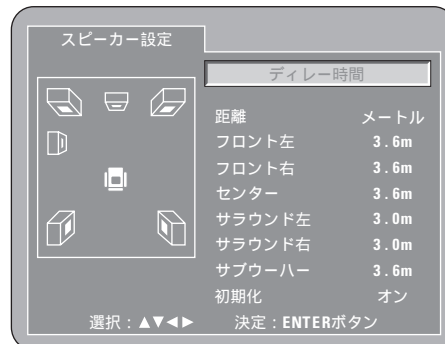 スピーカー設定
ディレー時間
距離 メートル
フロント左 3.6m
フロント右 3.6m
センター 3.6m
サラウンド左 3.0m
サラウンド右 3.0m
サブウーハー 3.6m
初期化 オン
選択：▲▼◀▶ 決定：ENTERボタン